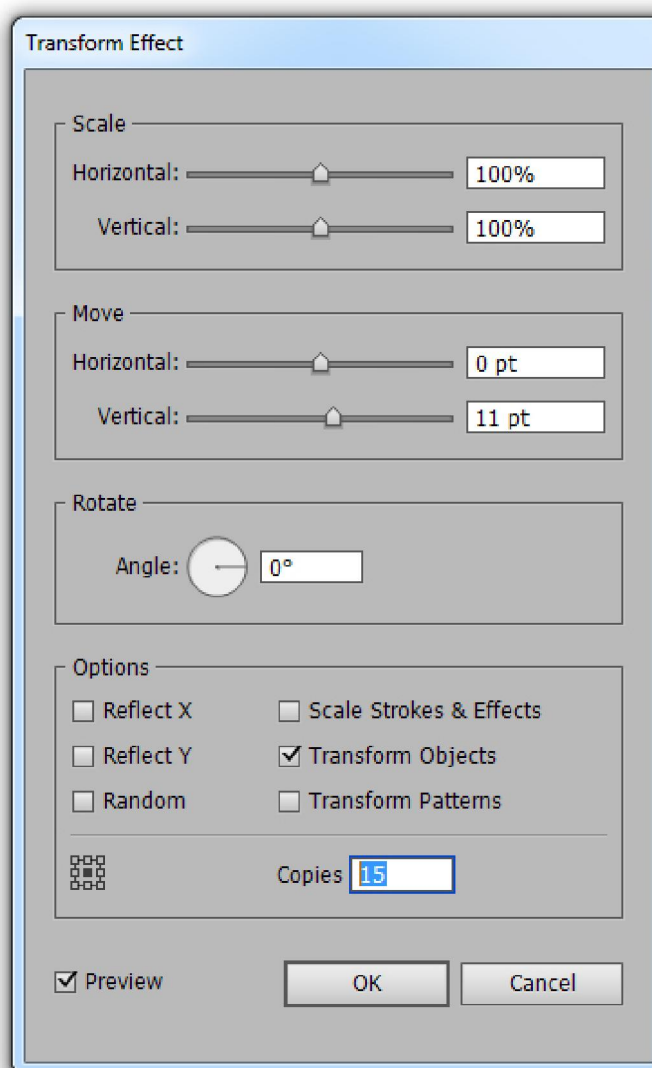 Transform Effect
Scale
Horizontal: 100%
Vertical: 100%
Move
Horizontal: 0 pt
Vertical: 11 pt
Rotate
Angle: 0°
Options
Reflect X Scale Strokes & Effects
Reflect Y Transform Objects
Random Transform Patterns
Copies 15
Preview OK Cancel